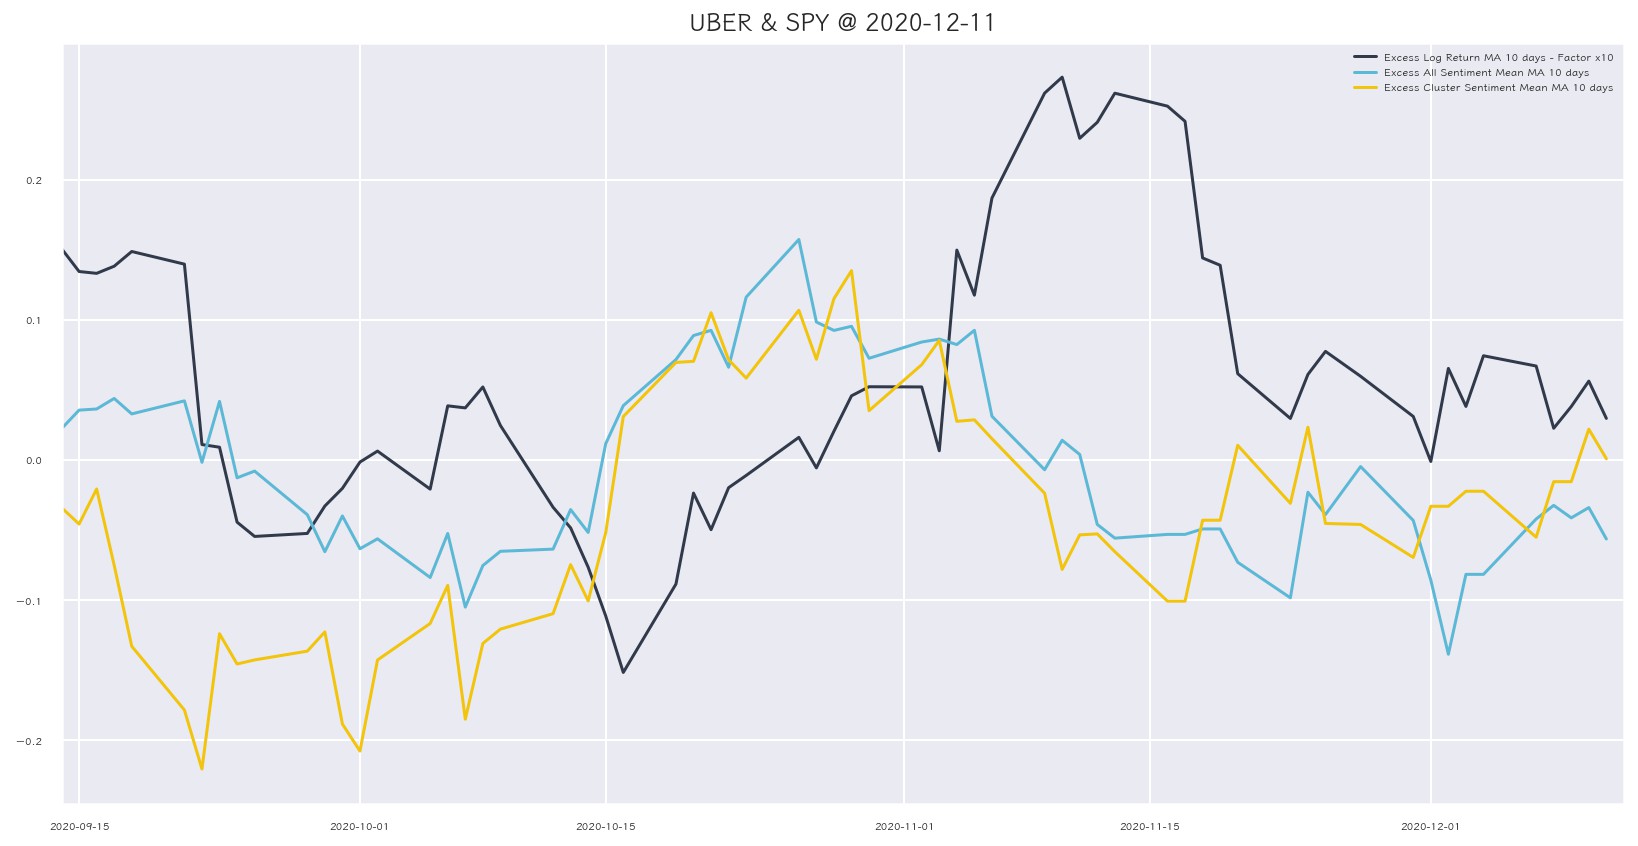 UBER & SPY @ 2020-12-11
Excess Log Return MA 10 days - Factor x10
Excess All Sentiment Mean MA 10 days
Excess Cluster Sentiment Mean MA 10 days
0.2
0.1
0.0
−0.1
−0.2
2020-09-15
2020-10-01
2020-10-15
2020-11-01
2020-11-15
2020-12-01